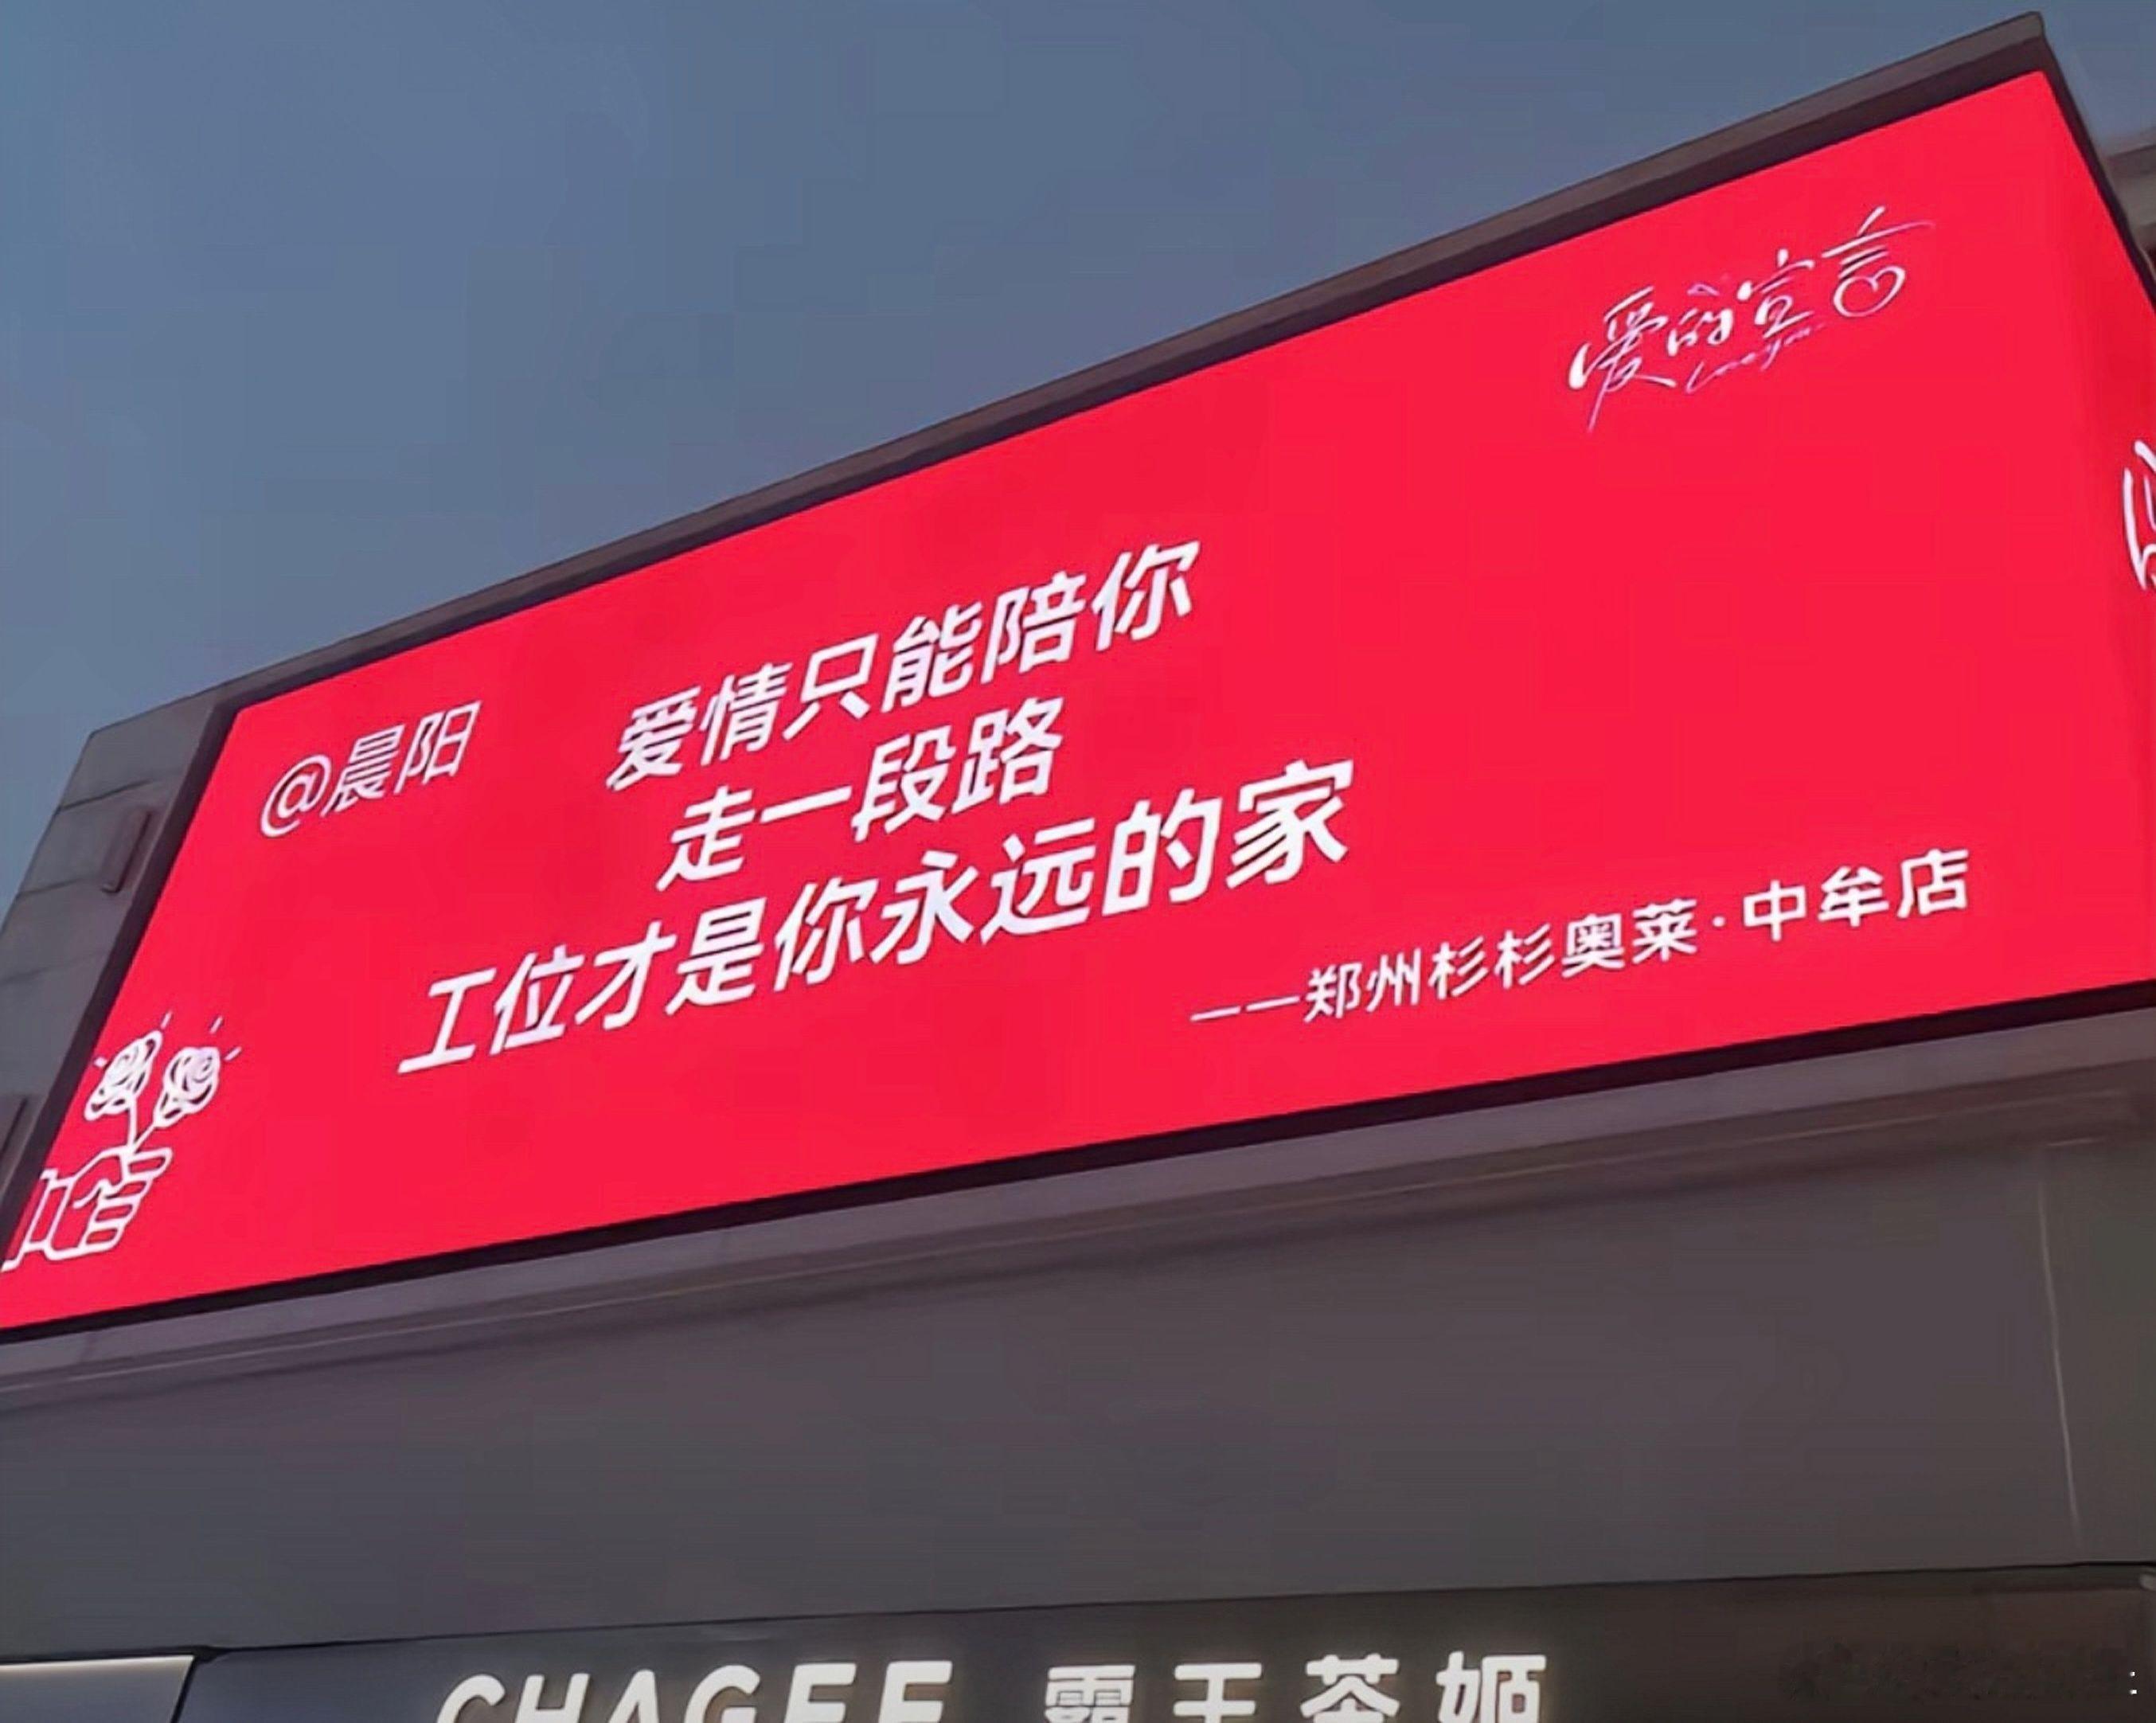 爱的宣言
@晨阳
爱情只能陪你
走一段路
工位才是你永远的家
——郑州杉杉奥莱·中牟店
CHAGEE 霸王茶姬